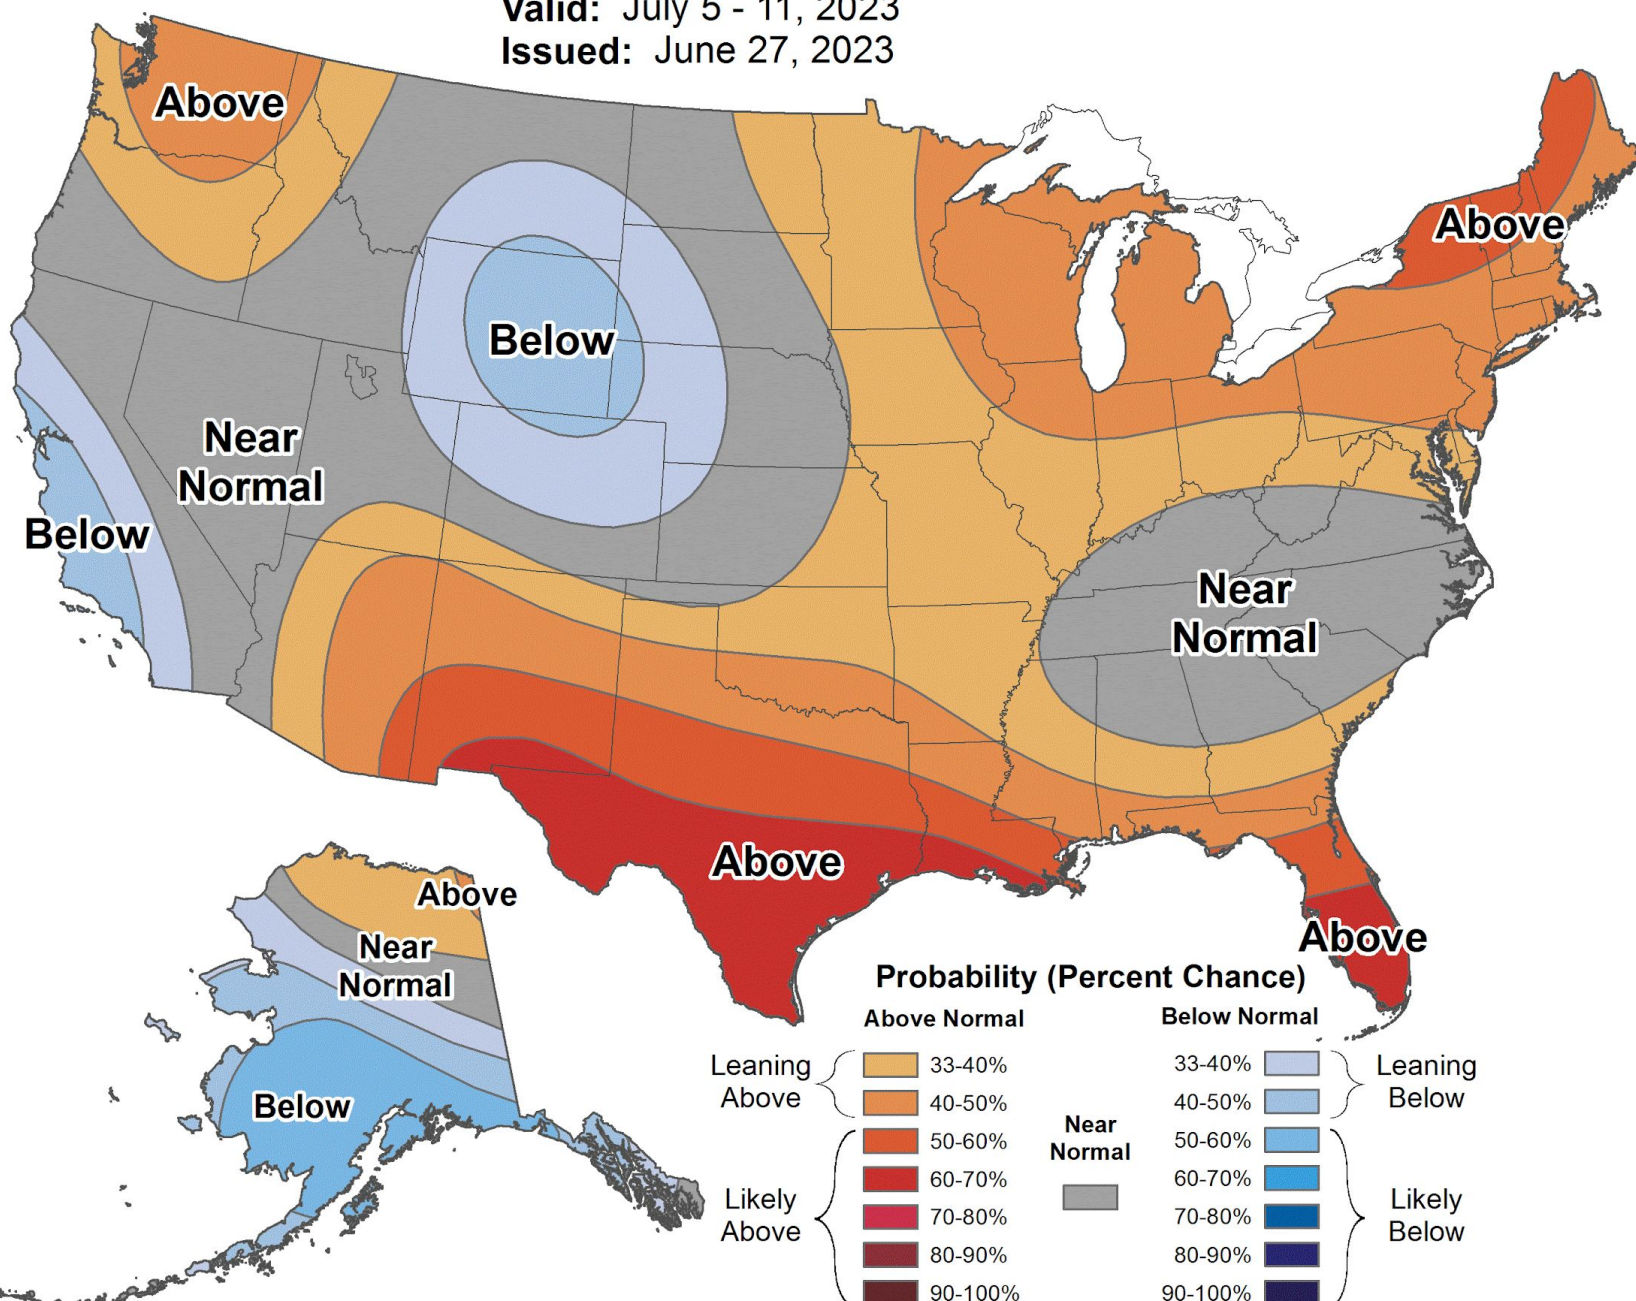 Valid: July 5 - 11, 2023
Issued: June 27, 2023
Above
Above
Below
Near
Normal
Below
Near
Normal
Above
Above
Above
Near
Normal
Below
Probability (Percent Chance)
Above Normal
Below Normal
Leaning
Above
33-40%
40-50%
50-60%
60-70%
70-80%
80-90%
90-100%
Likely
Above
Near
Normal
33-40%
40-50%
50-60%
60-70%
70-80%
80-90%
90-100%
Leaning
Below
Likely
Below